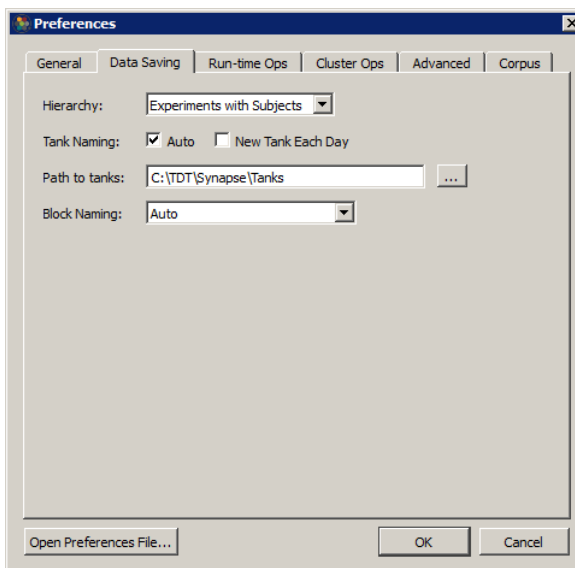 Preferences
General Data Saving Run-time Ops Cluster Ops Advanced Corpus
Hierarchy: Experiments with Subjects
Tank Naming: Auto New Tank Each Day
Path to tanks: C:\TDT\Synapse\Tanks ...
Block Naming: Auto
Open Preferences File... OK Cancel